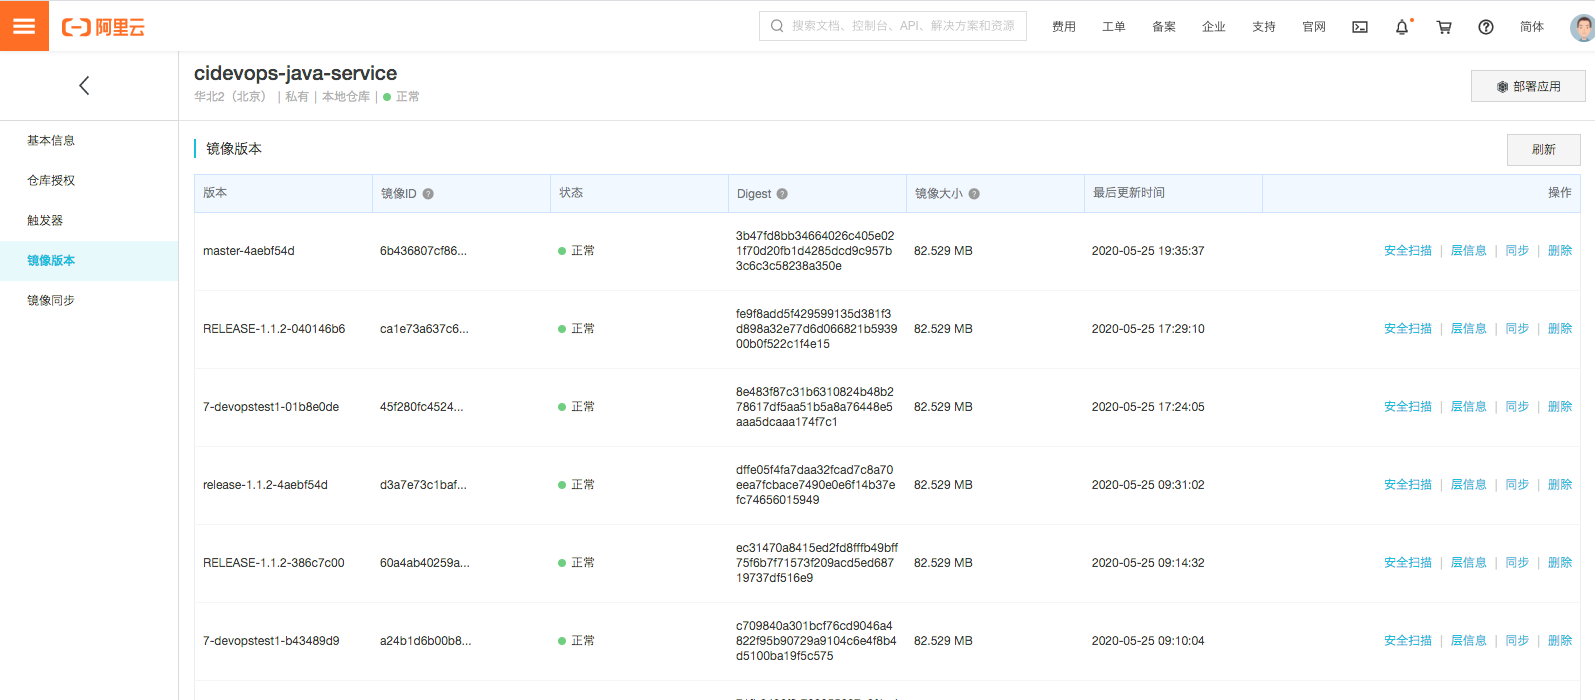 阿里云
搜索文档、控制台、API、解决方案和资源
费用 工单 备案 企业 支持 官网 简体
cidevops-java-service
华北2（北京） | 私有 | 本地仓库 | 正常
部署应用
基本信息
仓库授权
触发器
镜像版本
镜像同步
镜像版本
刷新
版本 镜像ID 状态 Digest 镜像大小 最后更新时间 操作
master-4aebf54d 6b436807cf86... 正常 3b47fd8bb34664026c405e02
1f70d20fb1d4285dcd9c957b
3c6c3c58238a350e 82.529 MB 2020-05-25 19:35:37 安全扫描 | 层信息 | 同步 | 删除
RELEASE-1.1.2-040146b6 ca1e73a637c6... 正常 fe9f8add5f429599135d381f3
d898a32e77d6d066821b5939
00b0f522c1f4e15 82.529 MB 2020-05-25 17:29:10 安全扫描 | 层信息 | 同步 | 删除
7-devopstest1-01b8e0de 45f280fc4524... 正常 8e483f87c31b6310824b48b2
78617df5aa51b5a8a76448e5
aaa5dcaaa174f7c1 82.529 MB 2020-05-25 17:24:05 安全扫描 | 层信息 | 同步 | 删除
release-1.1.2-4aebf54d d3a7e73c1baf... 正常 dffe05f4fa7daa32fcad7c8a70
eea7fcbace7490e0e6f14b37e
fc74656015949 82.529 MB 2020-05-25 09:31:02 安全扫描 | 层信息 | 同步 | 删除
RELEASE-1.1.2-386c7c00 60a4ab40259a... 正常 ec31470a8415ed2fd8fffb49bff
75f6b7f71573f209acd5ed687
19737df516e9 82.529 MB 2020-05-25 09:14:32 安全扫描 | 层信息 | 同步 | 删除
7-devopstest1-b43489d9 a24b1d6b00b8... 正常 c709840a301bcf76cd9046a4
822f95b90729a9104c6e4f8b4
d5100ba19f5c575 82.529 MB 2020-05-25 09:10:04 安全扫描 | 层信息 | 同步 | 删除